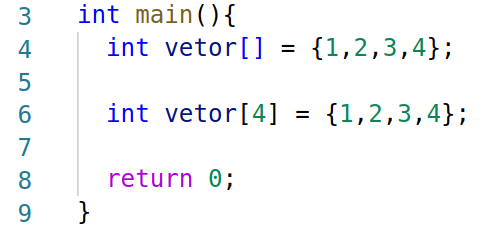 3 int main(){
4 int vetor[] = {1,2,3,4};
5
6 int vetor[4] = {1,2,3,4};
7
8 return 0;
9 }